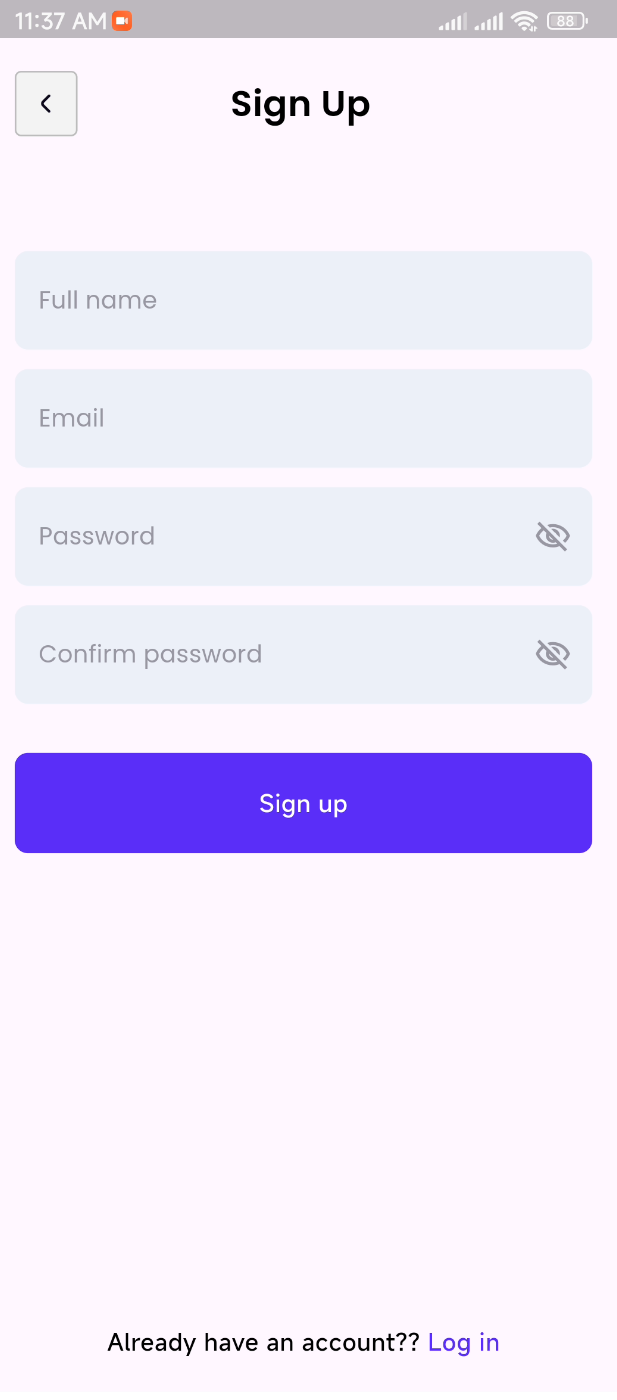 11:37 AM 88
Sign Up
Full name
Email
Password
Confirm password
Sign up
Already have an account?? Log in